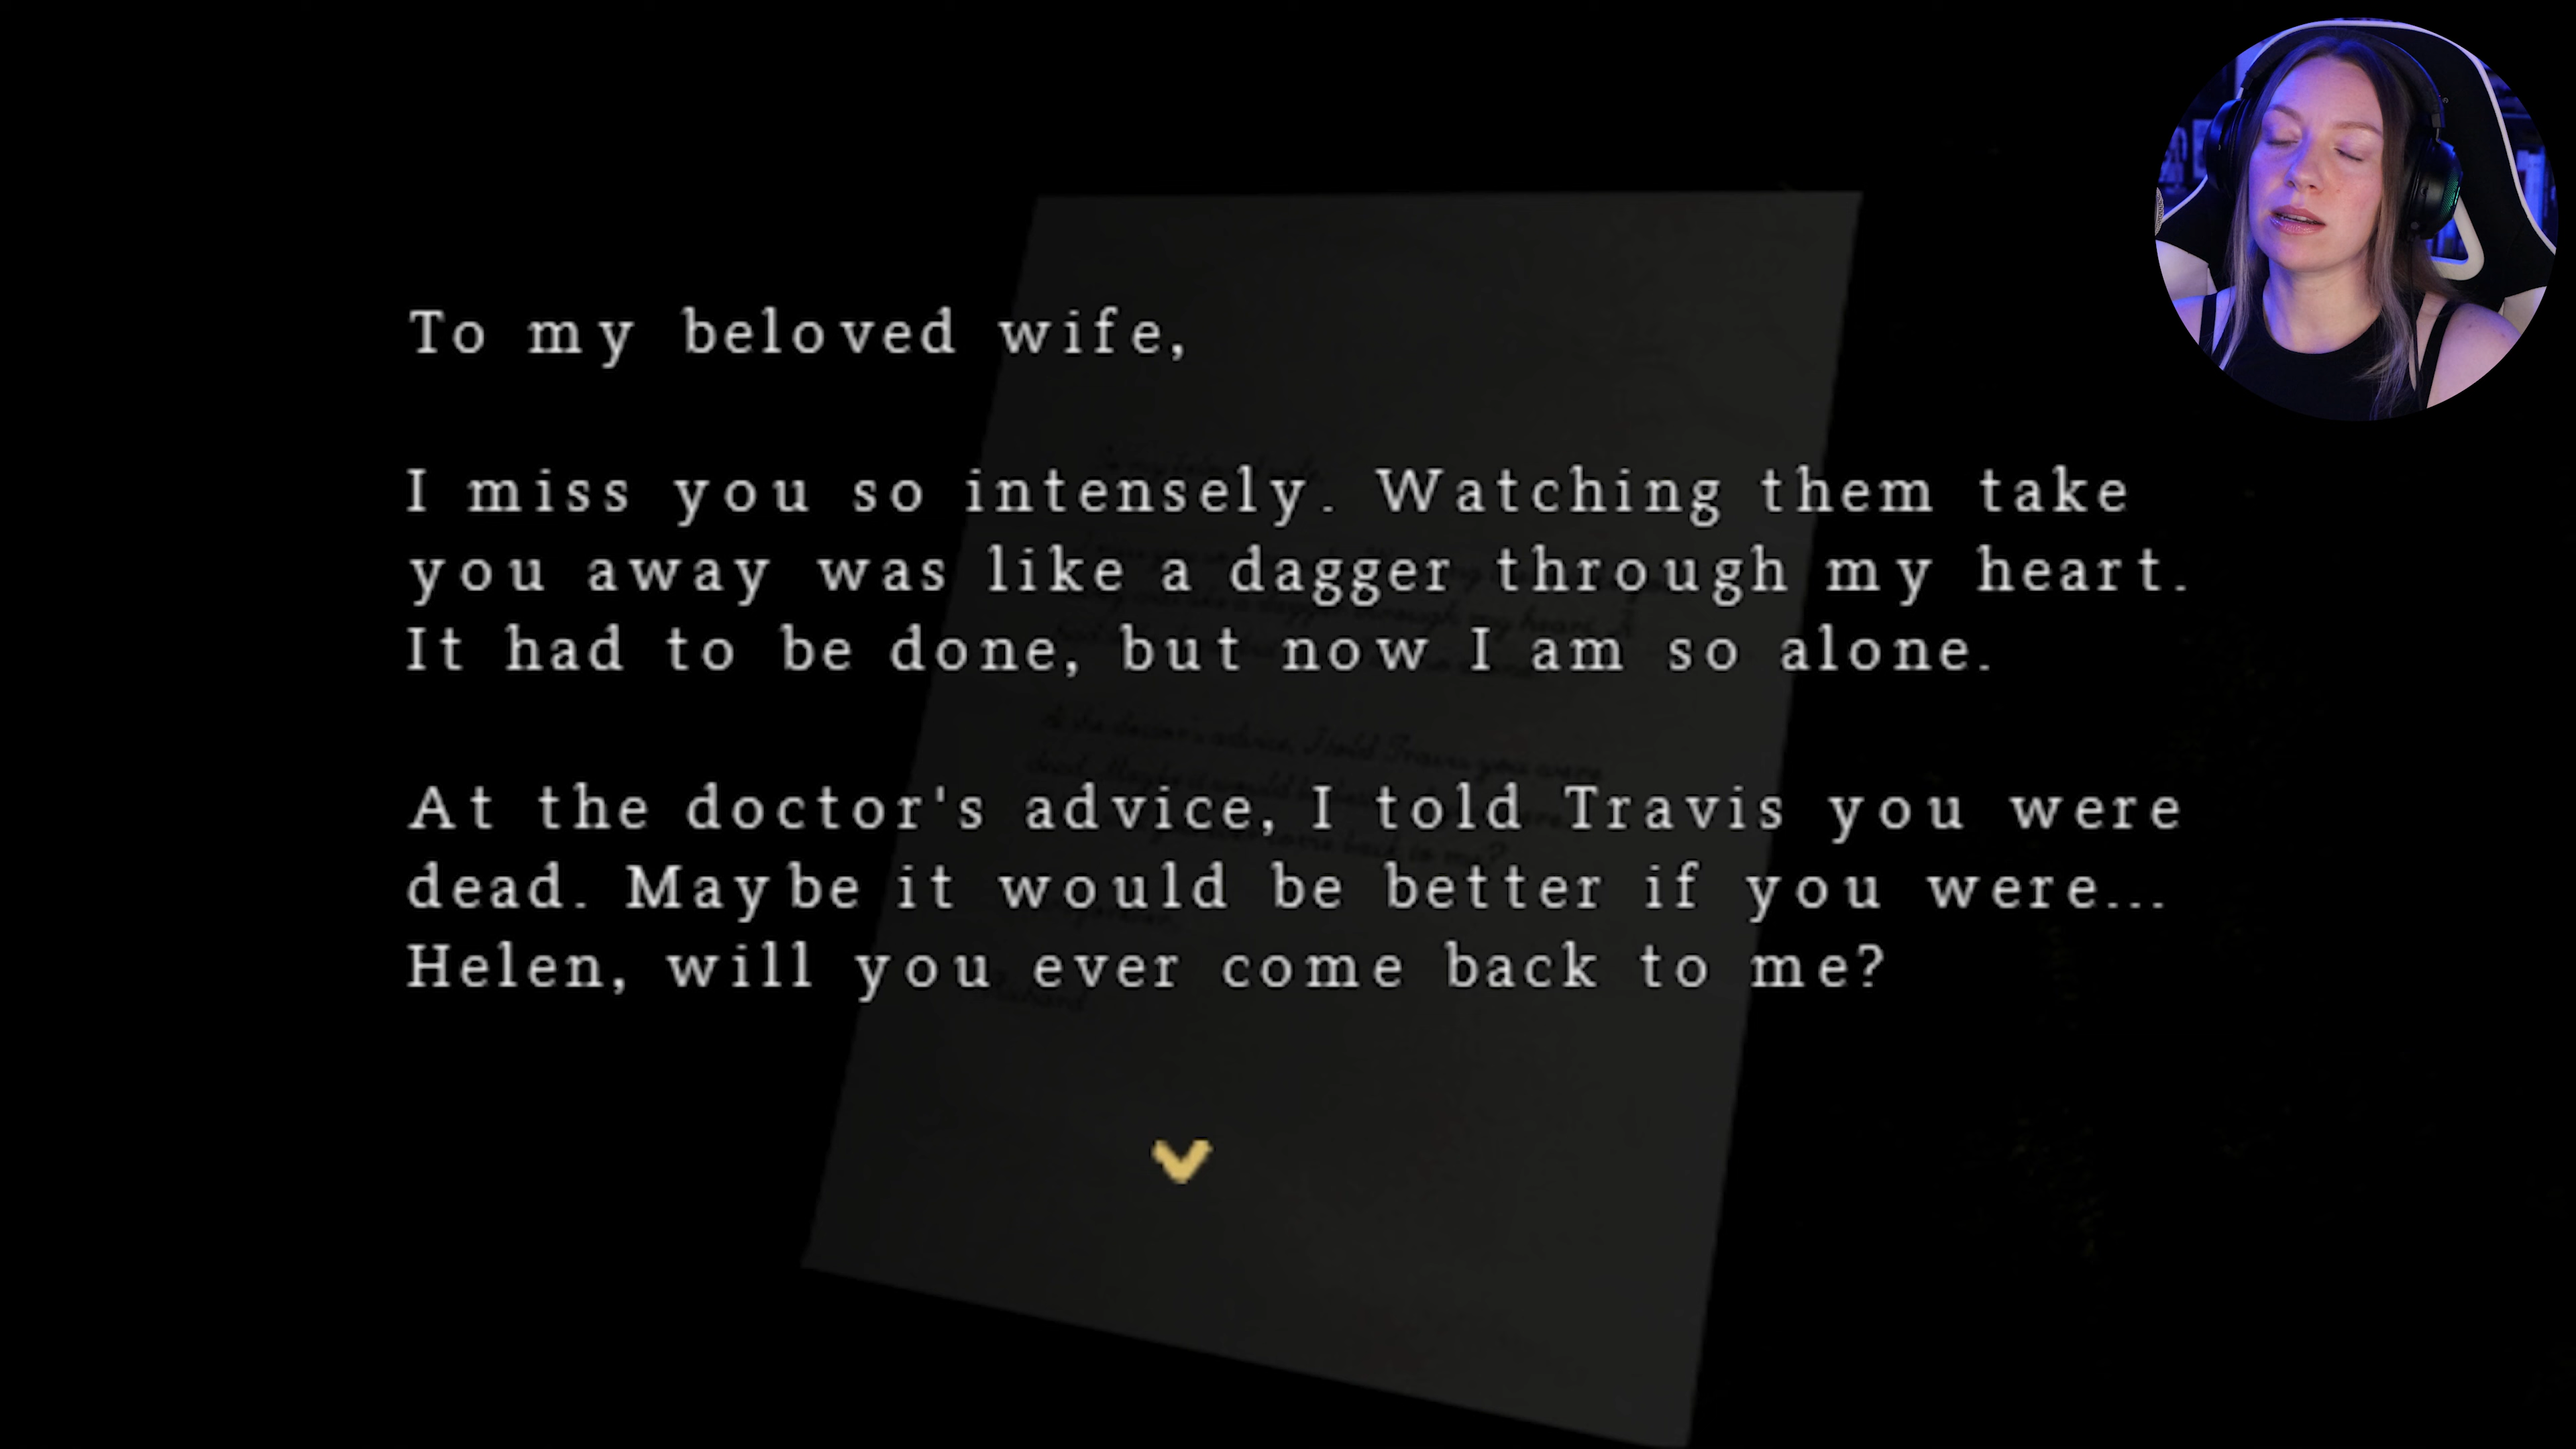 To my beloved wife,
I miss you so intensely. Watching them take
you away was like a dagger through my heart.
It had to be done, but now I am so alone.
At the doctor's advice, I told Travis you were
dead. Maybe it would be better if you were...
Helen, will you ever come back to me?